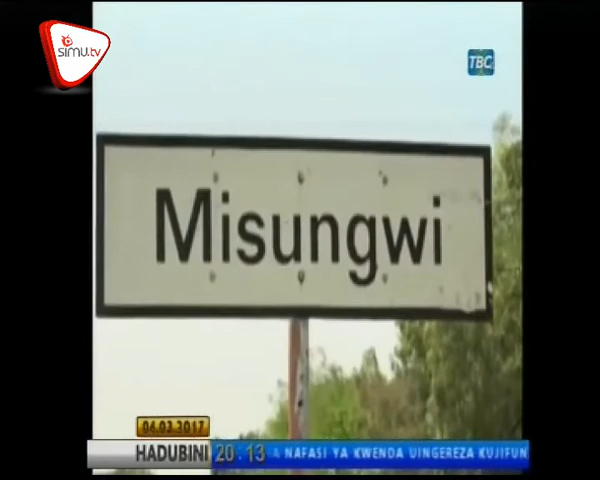 SIMU.tv
TBC
Misungwi
04.03.2017
HADUBINI 20:13 A NAFASI YA KWENDA UINGEREZA KUJIFUN